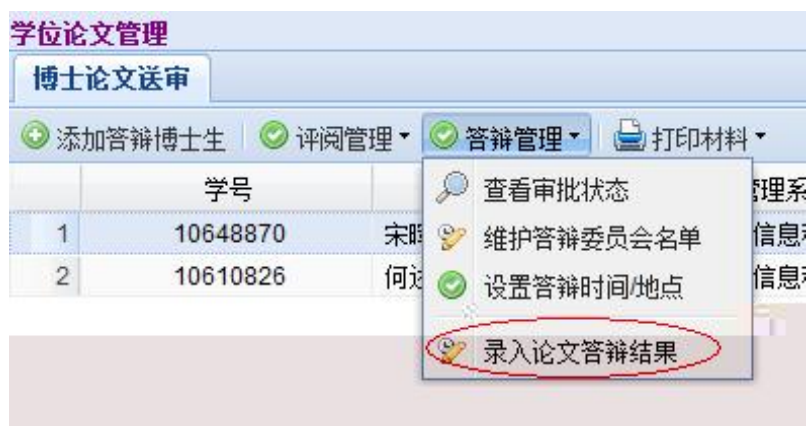 学位论文管理
博士论文送审
添加答辩博士生 评阅管理 答辩管理 打印材料
学号
查看审批状态
管理系
1 10648870 宋
维护答辩委员会名单
信息
2 10610826 何
设置答辩时间/地点
信息
录入论文答辩结果